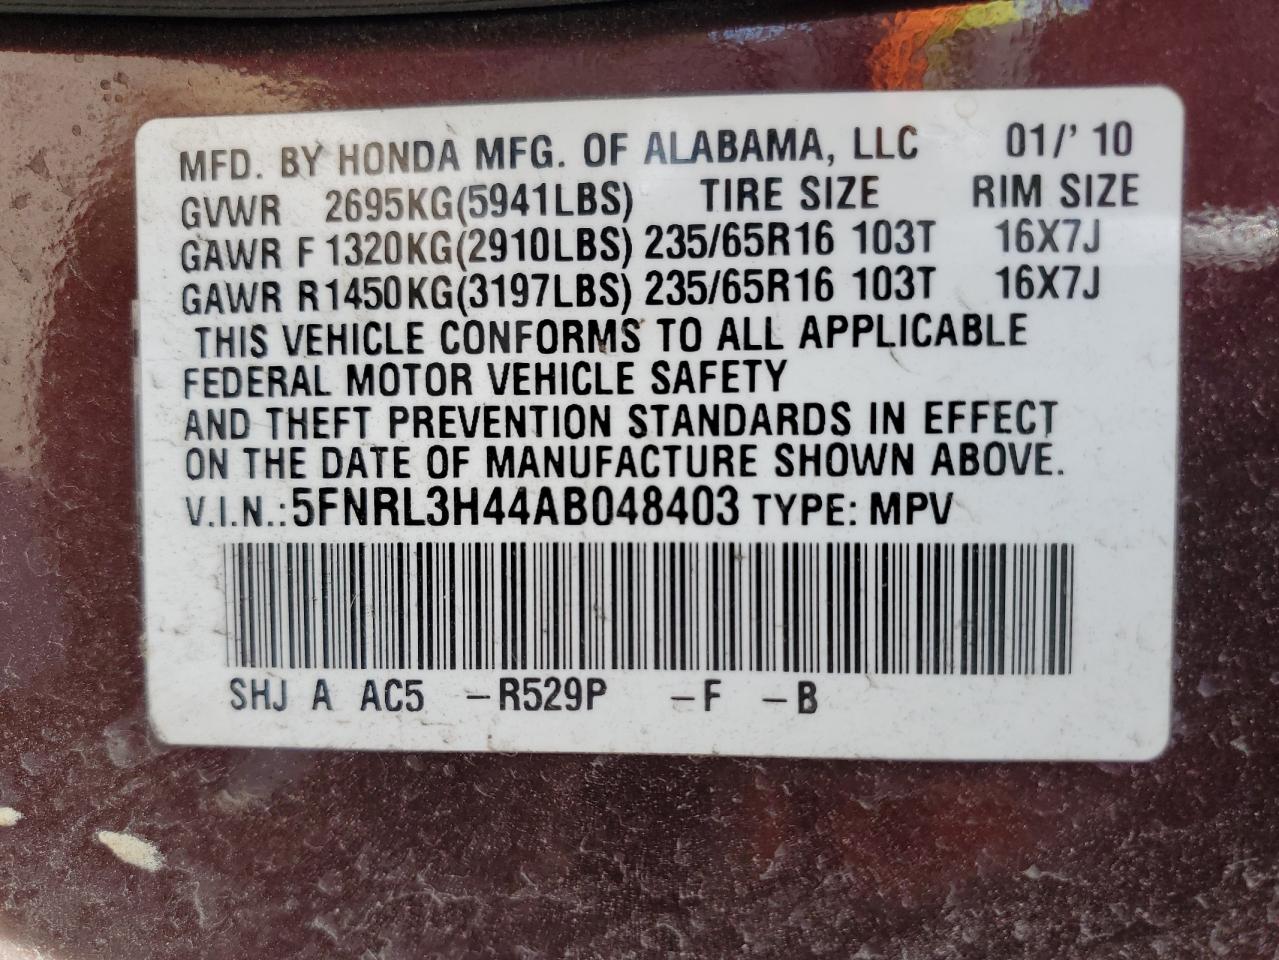 MFD. BY HONDA MFG. OF ALABAMA, LLC 01/' 10
GVWR 2695KG(5941LBS) TIRE SIZE RIM SIZE
GAWR F 1320KG(2910LBS) 235/65R16 103T 16X7J
GAWR R1450KG(3197LBS) 235/65R16 103T 16X7J
THIS VEHICLE CONFORMS TO ALL APPLICABLE
FEDERAL MOTOR VEHICLE SAFETY
AND THEFT PREVENTION STANDARDS IN EFFECT
ON THE DATE OF MANUFACTURE SHOWN ABOVE.
V.I.N.:5FNRL3H44AB048403 TYPE: MPV
SHJ A AC5 -R529P -F -B